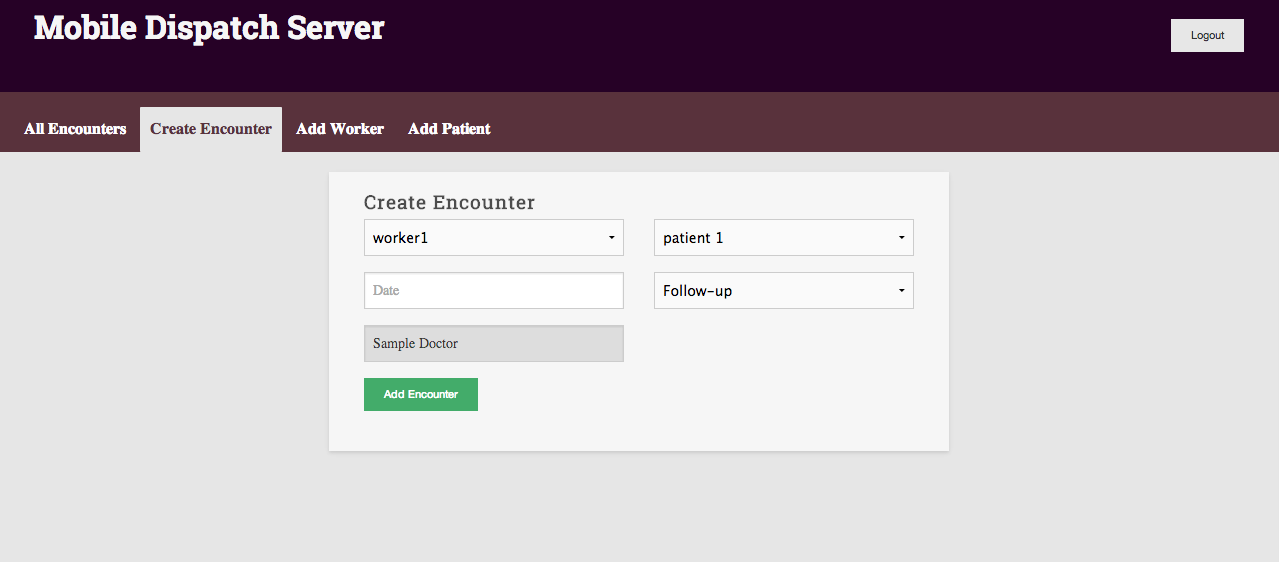 Mobile Dispatch Server
Logout
All Encounters Create Encounter Add Worker Add Patient
Create Encounter
worker1 patient 1
Date Follow-up
Sample Doctor
Add Encounter